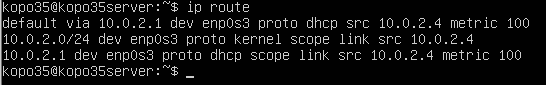 kopo35@kopo35server:~$ ip route
default via 10.0.2.1 dev enp0s3 proto dhcp src 10.0.2.4 metric 100
10.0.2.0/24 dev enp0s3 proto kernel scope link src 10.0.2.4
10.0.2.1 dev enp0s3 proto dhcp scope link src 10.0.2.4 metric 100
kopo35@kopo35server:~$ _